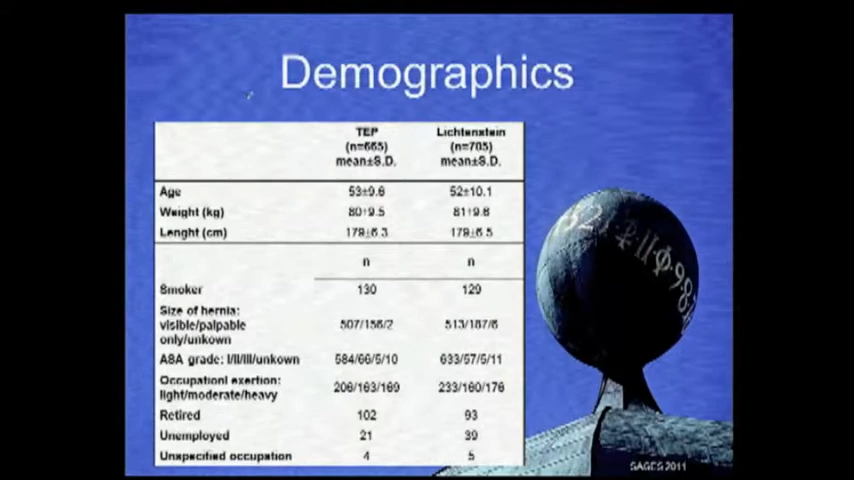 Demographics
TEP Lichtenstein
(n=665) (n=705)
mean±S.D. mean±S.D.
Age 53±9.6 52±10.1
Weight (kg) 80±9.5 81±9.6
Lenght (cm) 179±6.3 179±6.5
n n
Smoker 130 129
Size of hernia:
visible/palpable 507/156/2 513/187/6
only/unkown
ASA grade: I/II/III/unkown 584/66/5/10 633/57/5/11
Occupationl exertion:
light/moderate/heavy 206/163/169 233/160/176
Retired 102 93
Unemployed 21 39
Unspecified occupation 4 5
SAGES 2011